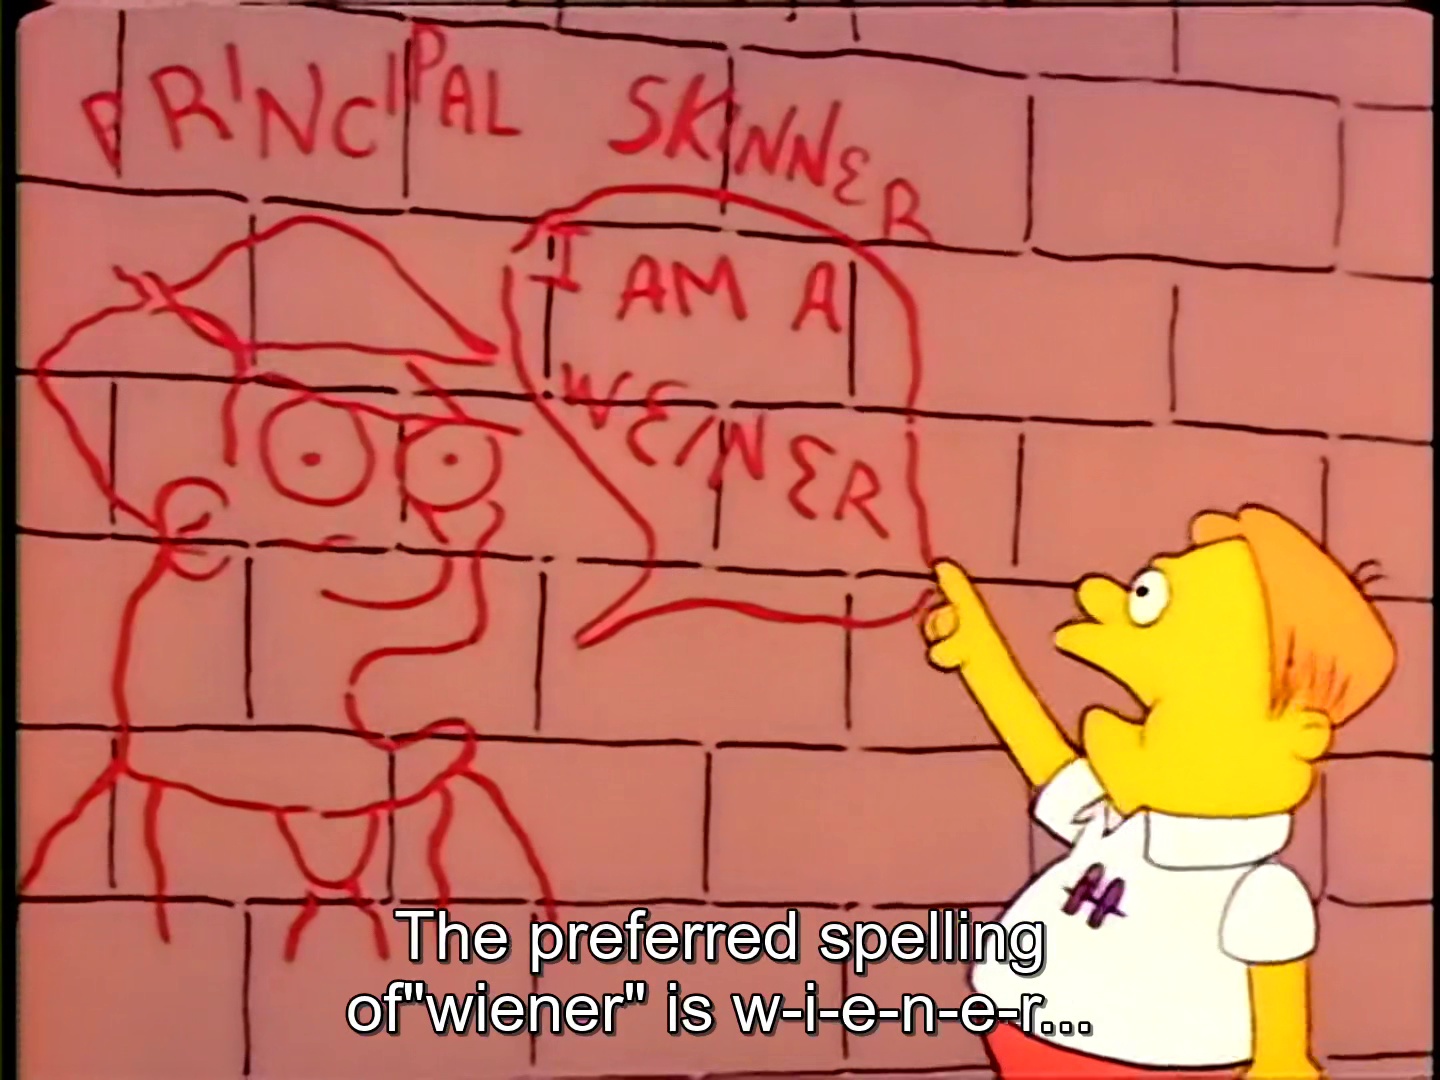 PRINCIPAL SKINNER
I AM A
WEINER
The preferred spelling
of"wiener" is w-i-e-n-e-r...